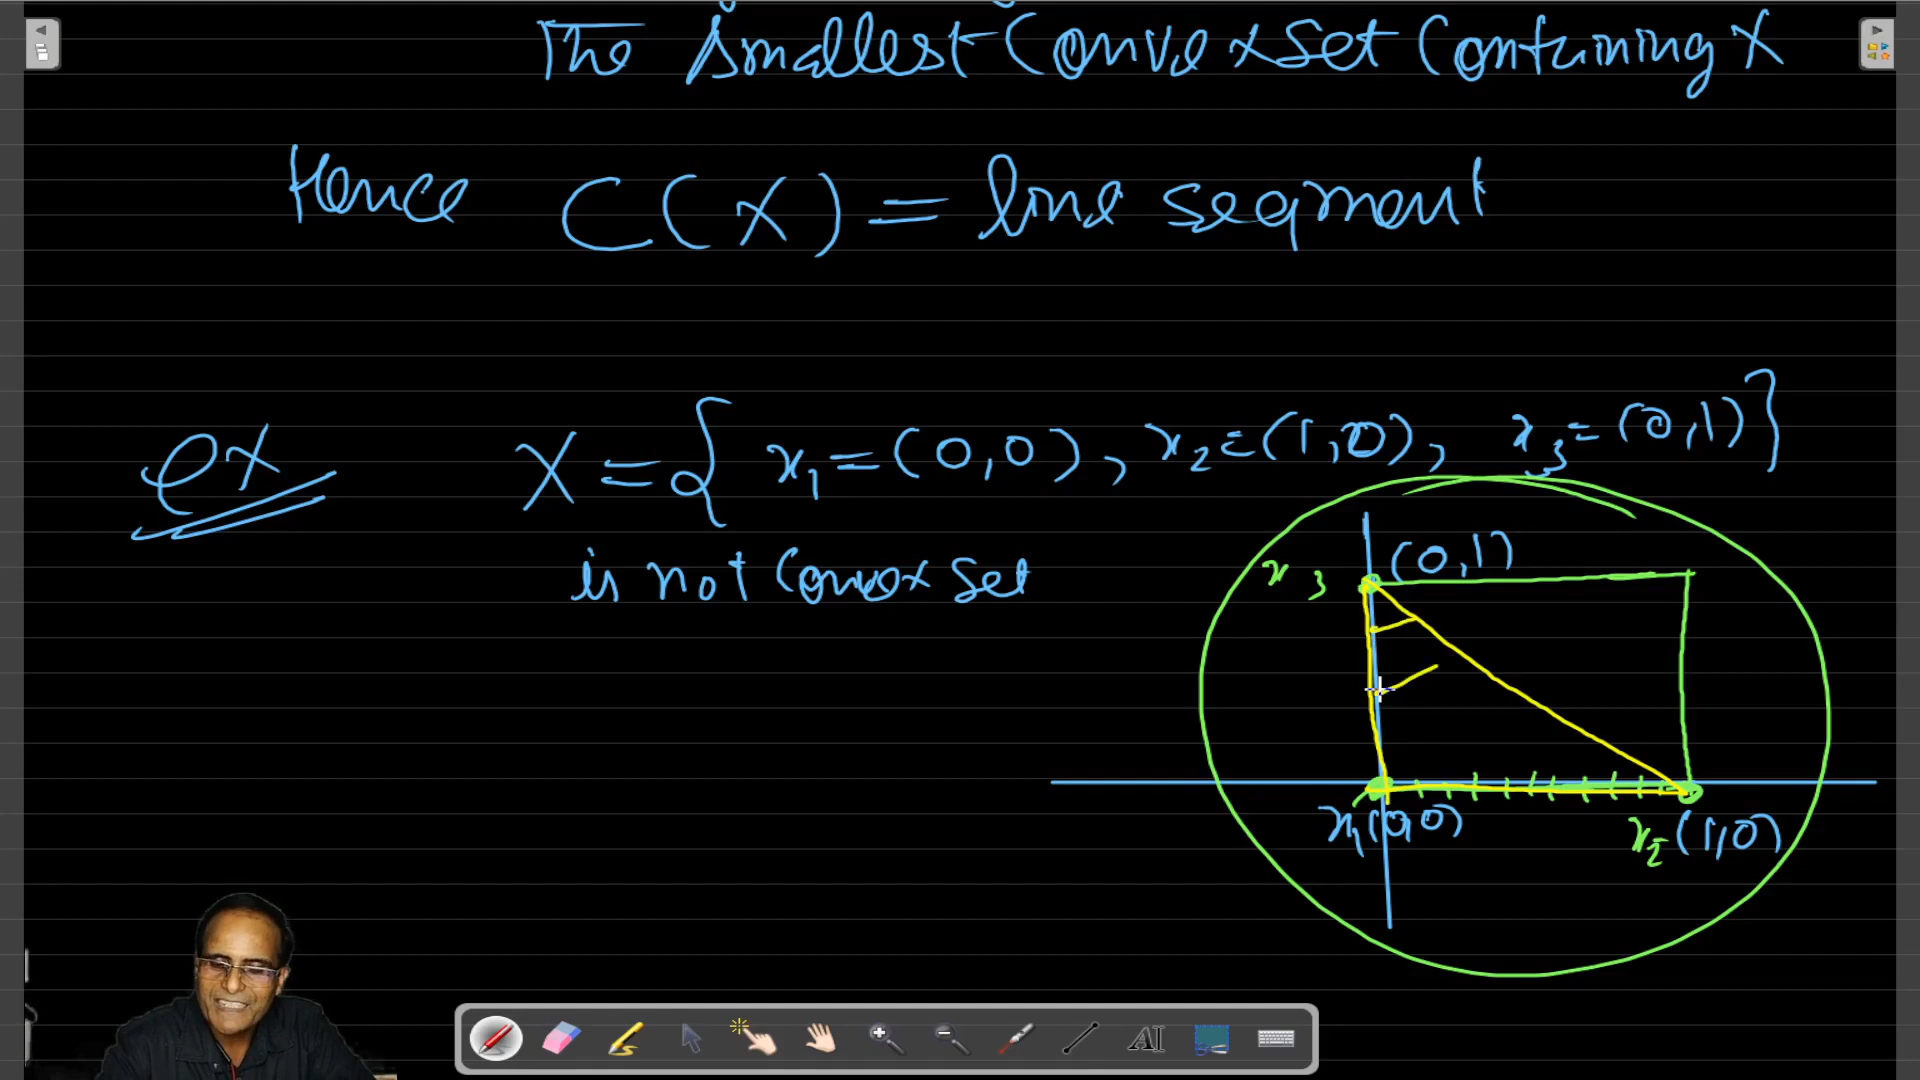 The smallest Convex Set Containing X
Hence C(X) = line segment
ex X = { x₁ = (0,0), x₂ = (1,0), x₃ = (0,1) }
is not Convex Set
x₃ (0,1)
x₁(0,0) x₂(1,0)
AI